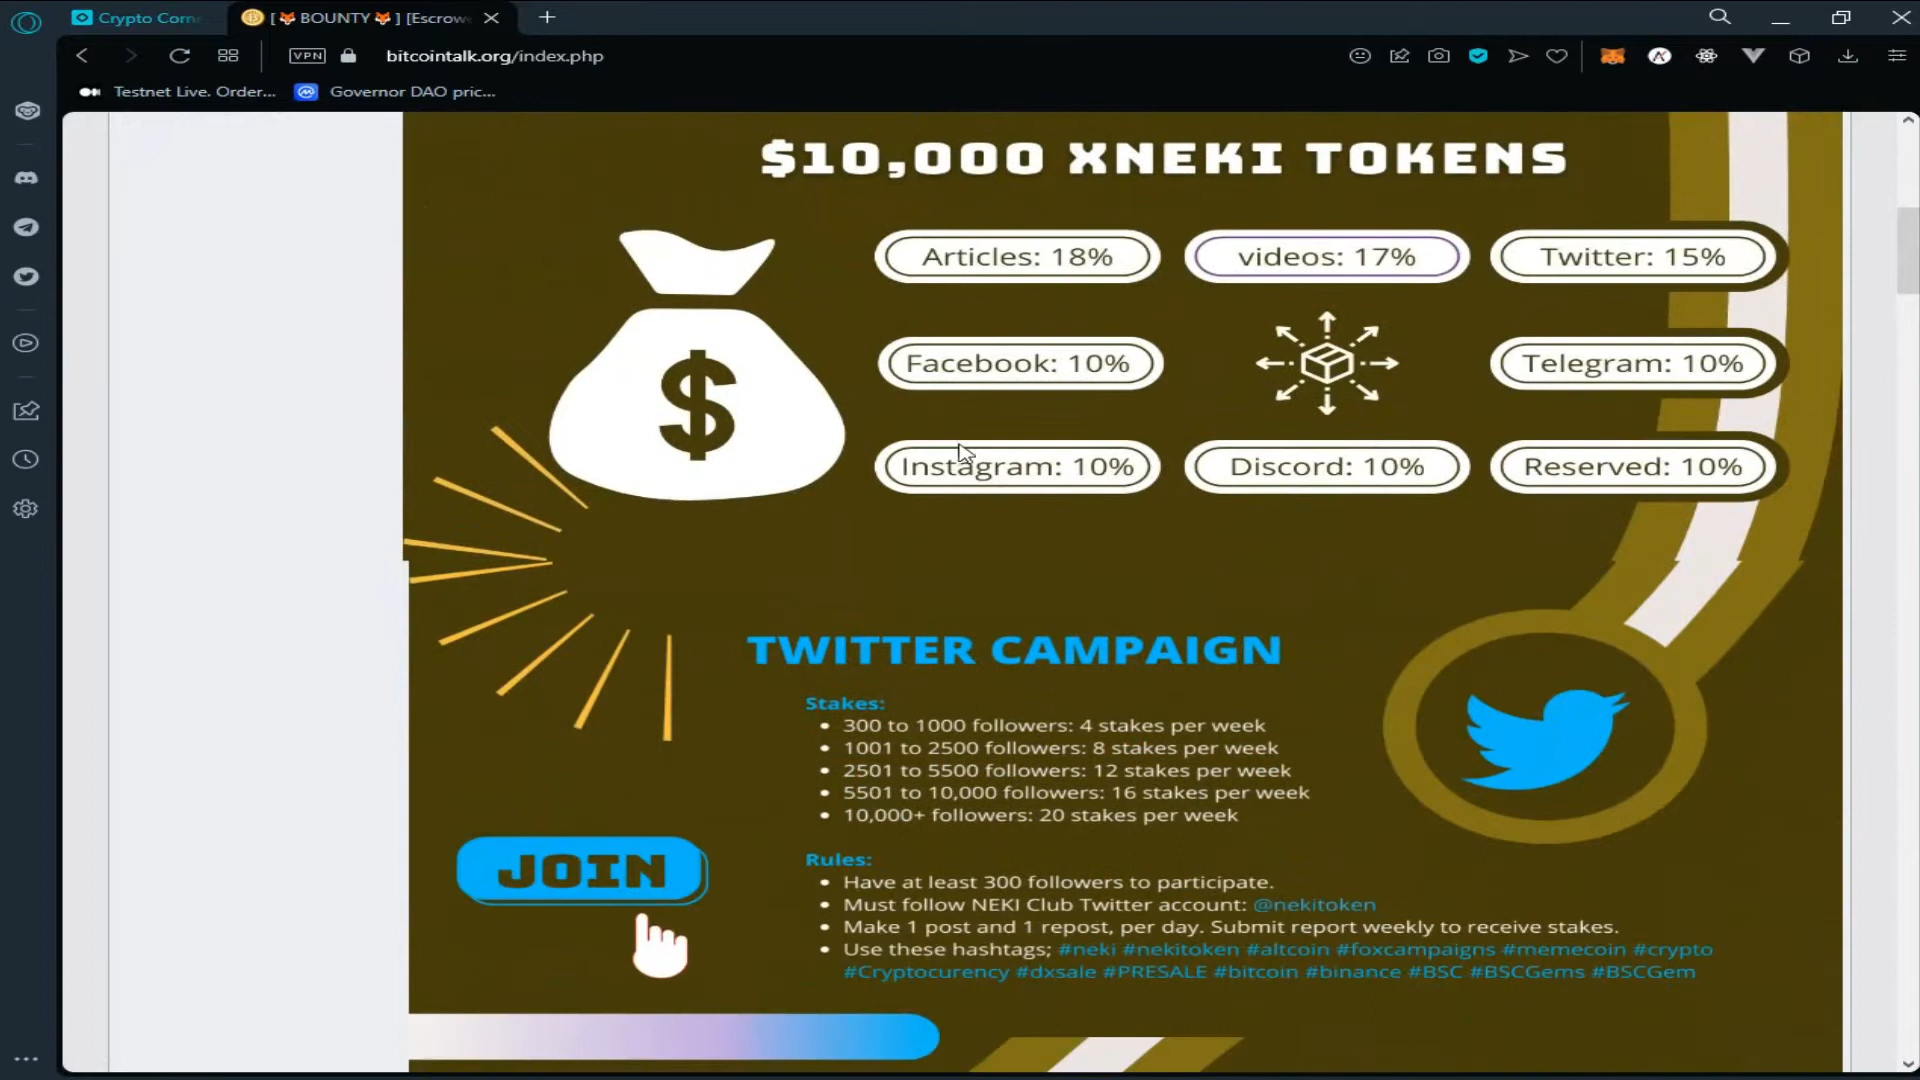 Crypto Corn
[ 🦊 BOUNTY 🦊 ] [Escrow
VPN
bitcointalk.org/index.php
Testnet Live. Order...
Governor DAO pric...
$10,000 XNEKI TOKENS
Articles: 18%
videos: 17%
Twitter: 15%
Facebook: 10%
Telegram: 10%
Instagram: 10%
Discord: 10%
Reserved: 10%
$
TWITTER CAMPAIGN
Stakes:
• 300 to 1000 followers: 4 stakes per week
• 1001 to 2500 followers: 8 stakes per week
• 2501 to 5500 followers: 12 stakes per week
• 5501 to 10,000 followers: 16 stakes per week
• 10,000+ followers: 20 stakes per week
JOIN
Rules:
• Have at least 300 followers to participate.
• Must follow NEKI Club Twitter account: @nekitoken
• Make 1 post and 1 repost, per day. Submit report weekly to receive stakes.
• Use these hashtags; #neki #nekitoken #altcoin #foxcampaigns #memecoin #crypto
#Cryptocurency #dxsale #PRESALE #bitcoin #binance #BSC #BSCGems #BSCGem